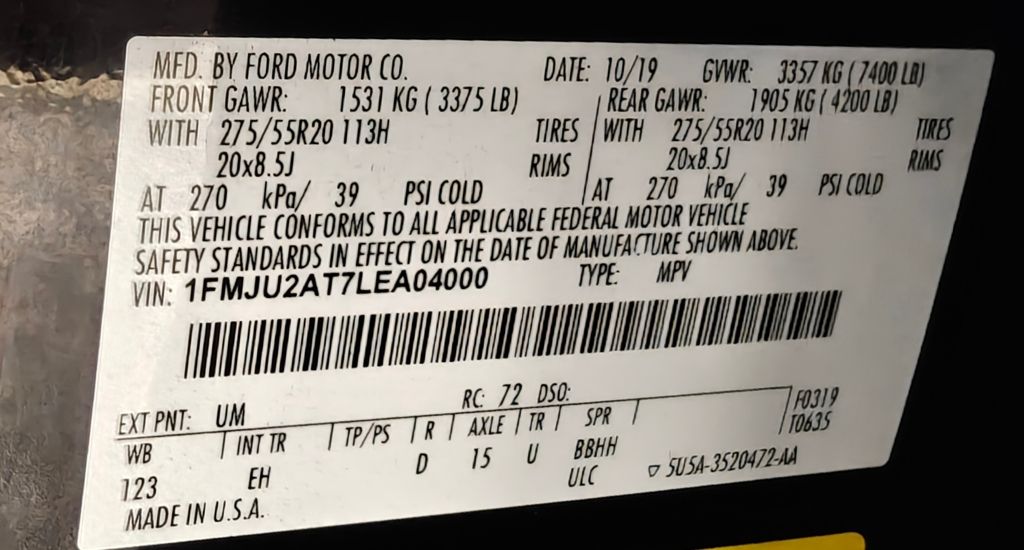 MFD. BY FORD MOTOR CO. DATE: 10/19 GVWR: 3357 KG ( 7400 LB)
FRONT GAWR: 1531 KG ( 3375 LB) REAR GAWR: 1905 KG ( 4200 LB)
WITH 275/55R20 113H TIRES WITH 275/55R20 113H TIRES
20x8.5J RIMS 20x8.5J RIMS
AT 270 kPa/ 39 PSI COLD AT 270 kPa/ 39 PSI COLD
THIS VEHICLE CONFORMS TO ALL APPLICABLE FEDERAL MOTOR VEHICLE
SAFETY STANDARDS IN EFFECT ON THE DATE OF MANUFACTURE SHOWN ABOVE.
VIN: 1FMJU2AT7LEA04000 TYPE: MPV
EXT PNT: UM RC: 72 DSO: F0319
WB INT TR TP/PS R AXLE TR SPR T0635
123 EH D 15 U BBHH
ULC ▽ 5U5A-3520472-AA
MADE IN U.S.A.